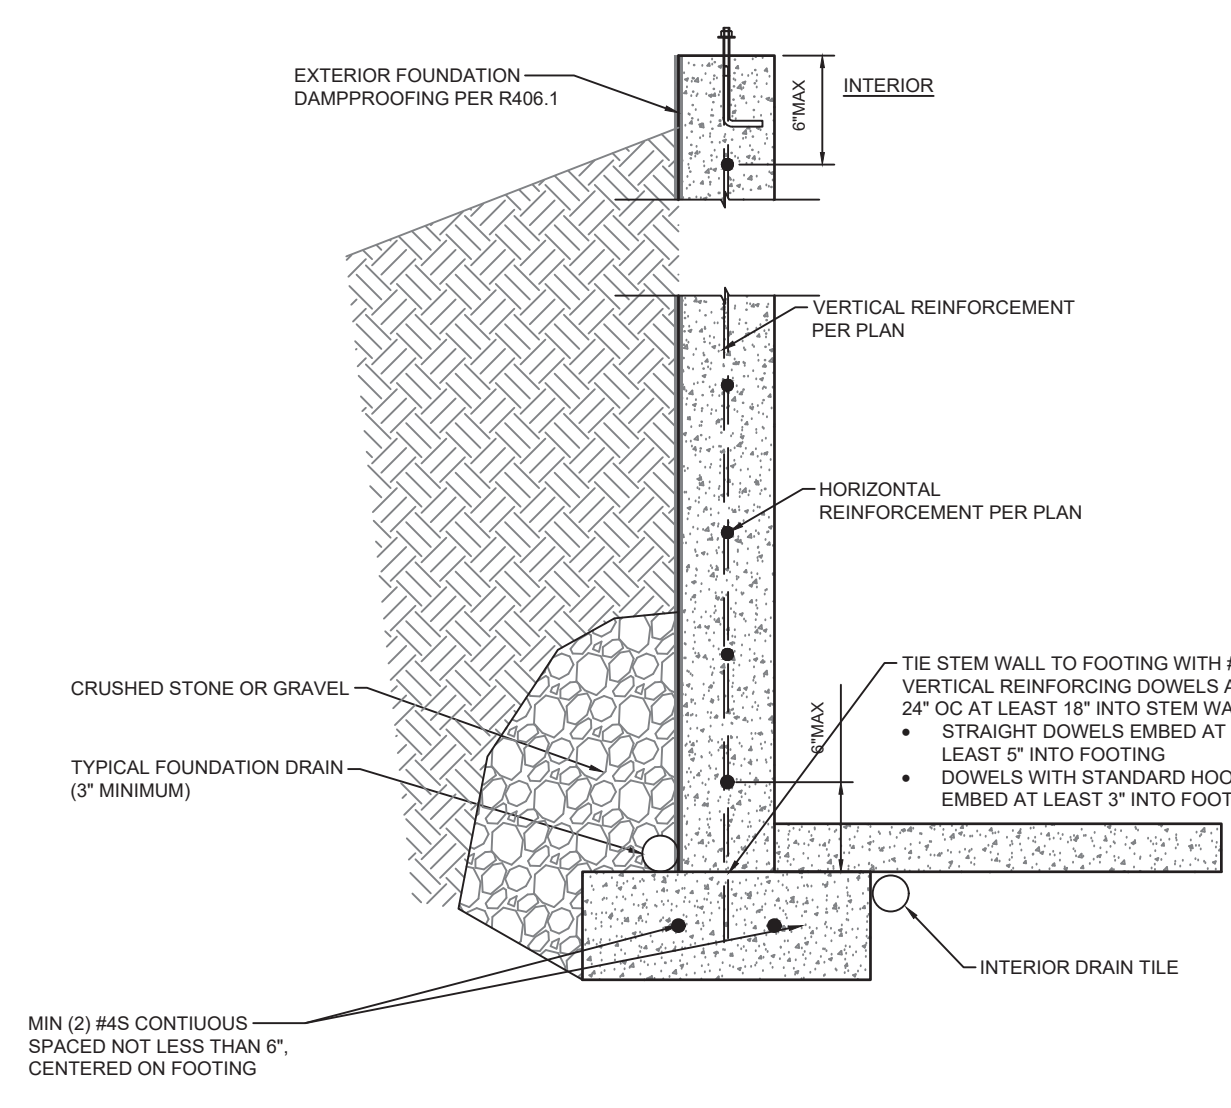 EXTERIOR FOUNDATION
DAMPPROOFING PER R406.1
6"MAX
INTERIOR
VERTICAL REINFORCEMENT
PER PLAN
HORIZONTAL
REINFORCEMENT PER PLAN
CRUSHED STONE OR GRAVEL
TYPICAL FOUNDATION DRAIN
(3" MINIMUM)
6"MAX
TIE STEM WALL TO FOOTING WITH #
VERTICAL REINFORCING DOWELS A
24" OC AT LEAST 18" INTO STEM WA
• STRAIGHT DOWELS EMBED AT
LEAST 5" INTO FOOTING
• DOWELS WITH STANDARD HOO
EMBED AT LEAST 3" INTO FOOT
INTERIOR DRAIN TILE
MIN (2) #4S CONTIUOUS
SPACED NOT LESS THAN 6",
CENTERED ON FOOTING